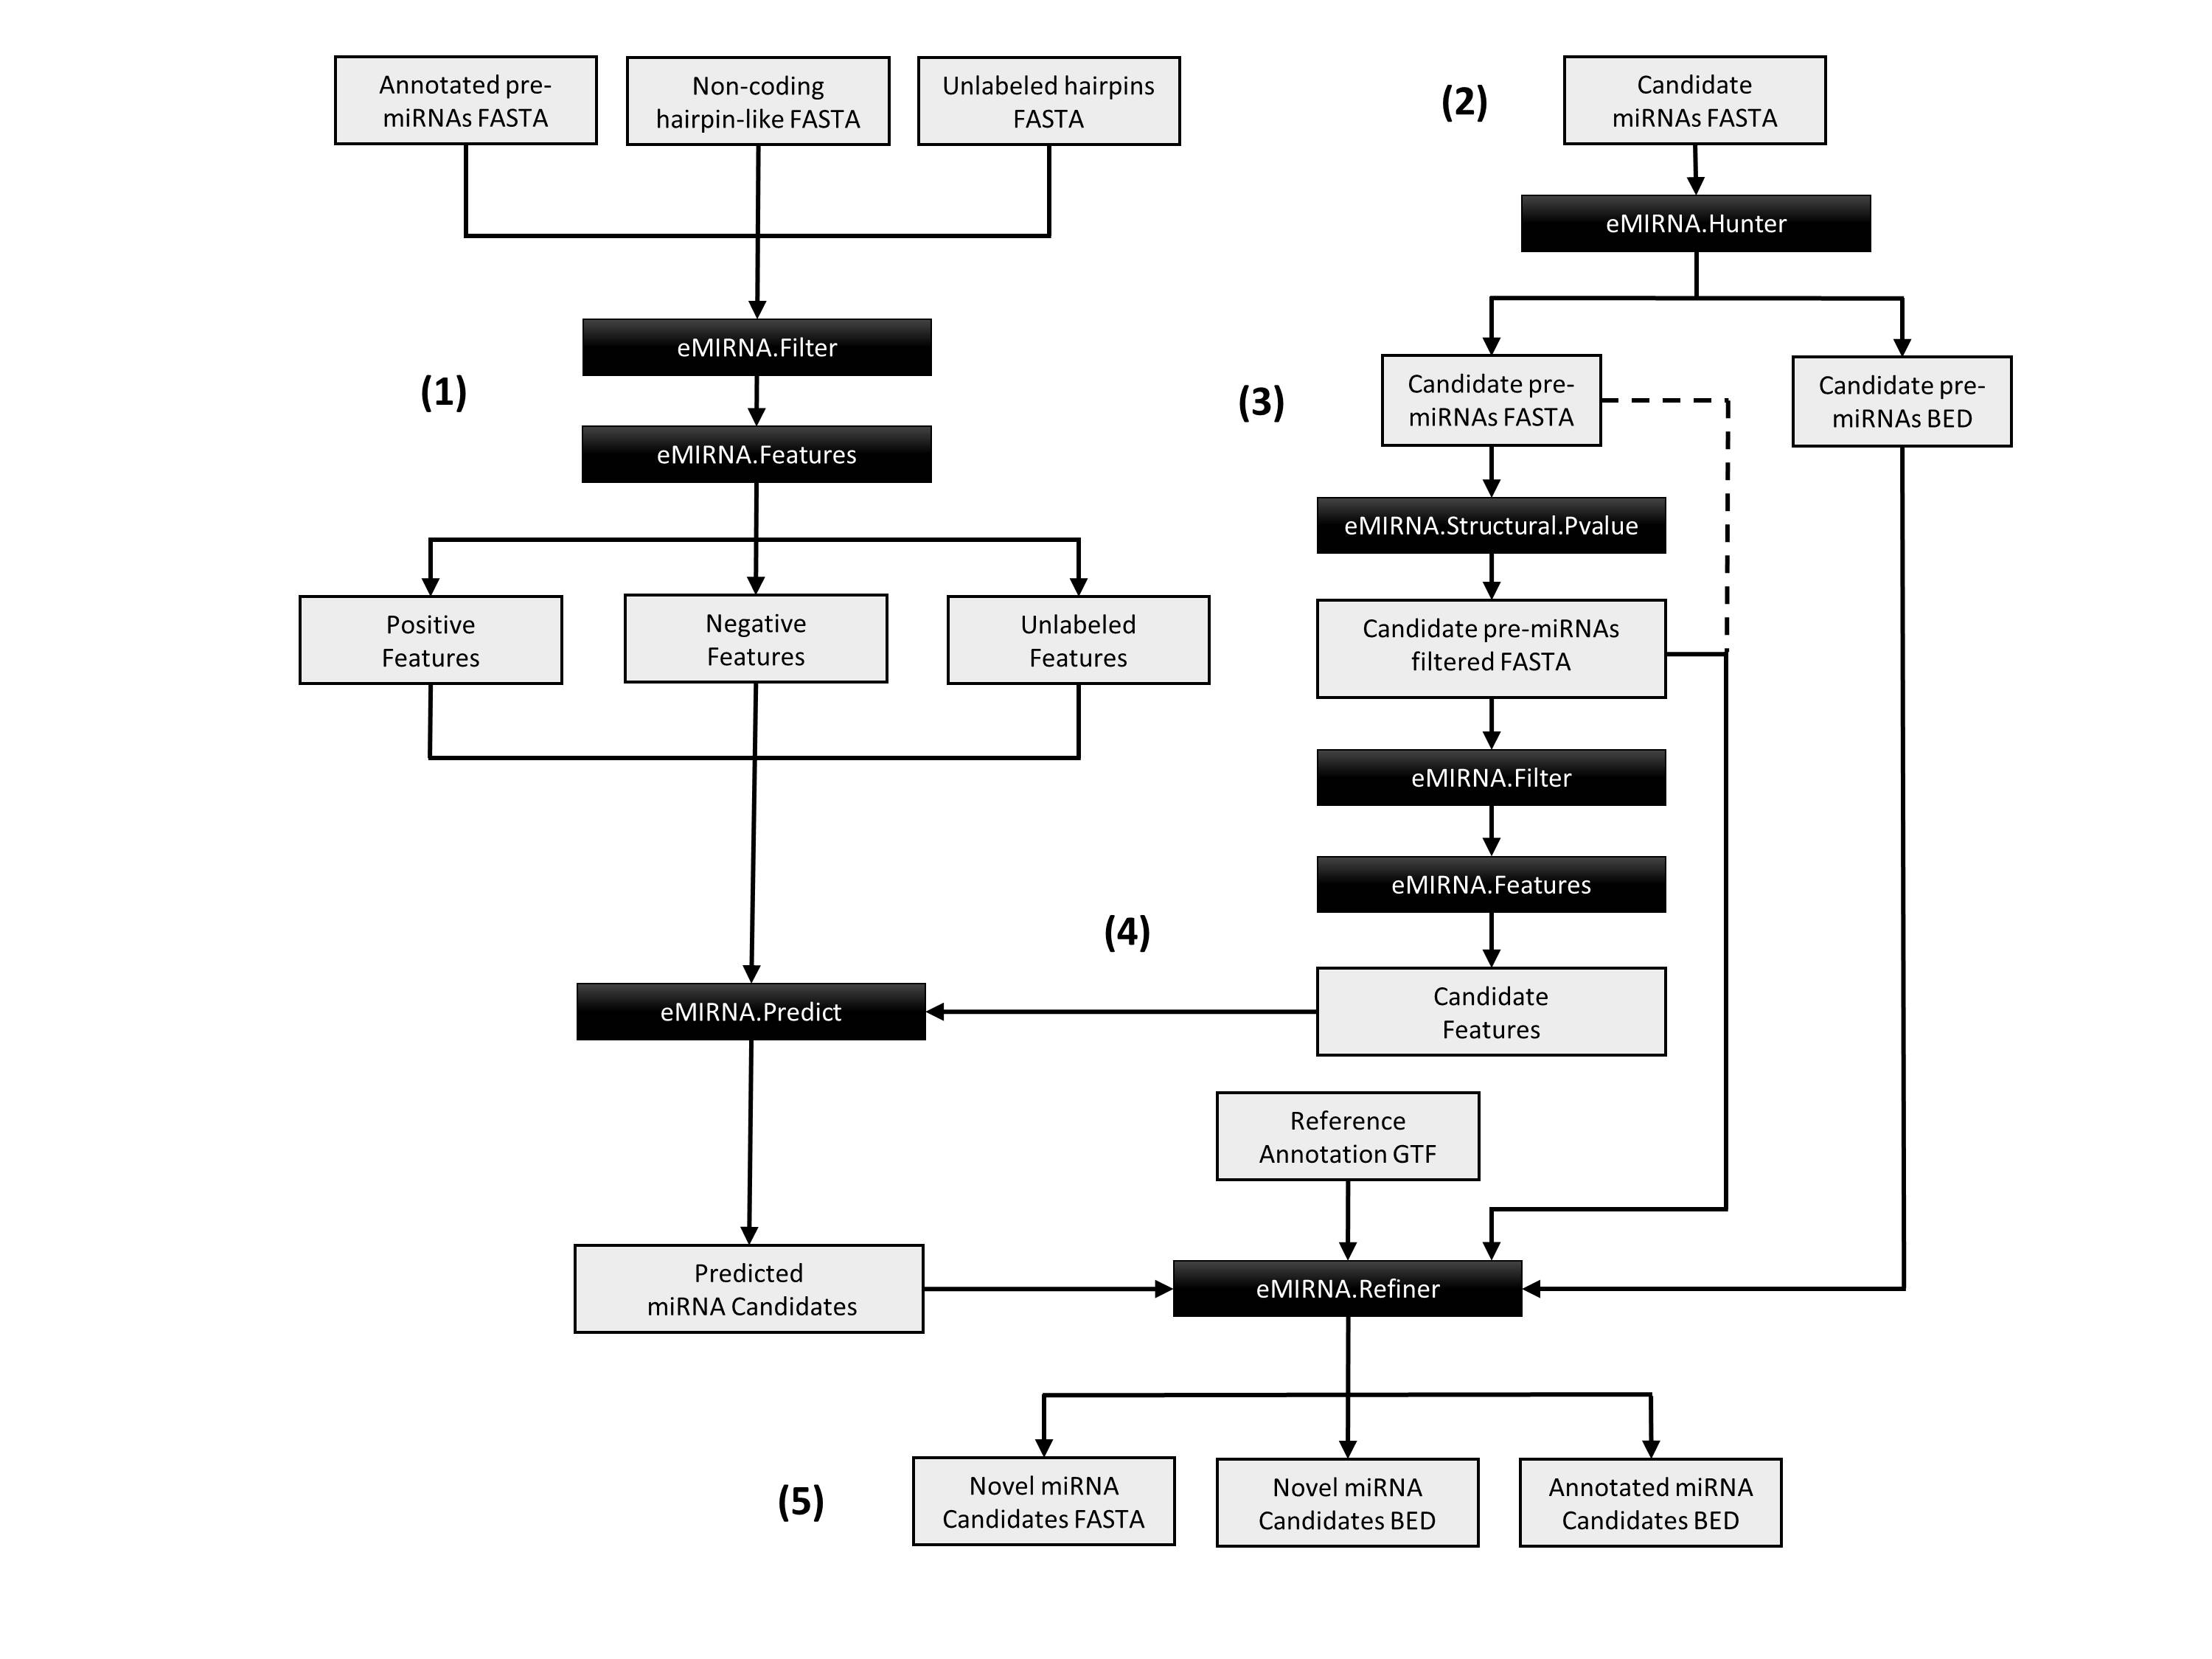 Annotated pre-
miRNAs FASTA
Non-coding
hairpin-like FASTA
Unlabeled hairpins
FASTA
(2)
Candidate
miRNAs FASTA
eMIRNA.Hunter
eMIRNA.Filter
(1)
eMIRNA.Features
(3)
Candidate pre-
miRNAs FASTA
Candidate pre-
miRNAs BED
eMIRNA.Structural.Pvalue
Positive
Features
Negative
Features
Unlabeled
Features
Candidate pre-miRNAs
filtered FASTA
eMIRNA.Filter
eMIRNA.Features
(4)
eMIRNA.Predict
Candidate
Features
Reference
Annotation GTF
Predicted
miRNA Candidates
eMIRNA.Refiner
(5)
Novel miRNA
Candidates FASTA
Novel miRNA
Candidates BED
Annotated miRNA
Candidates BED